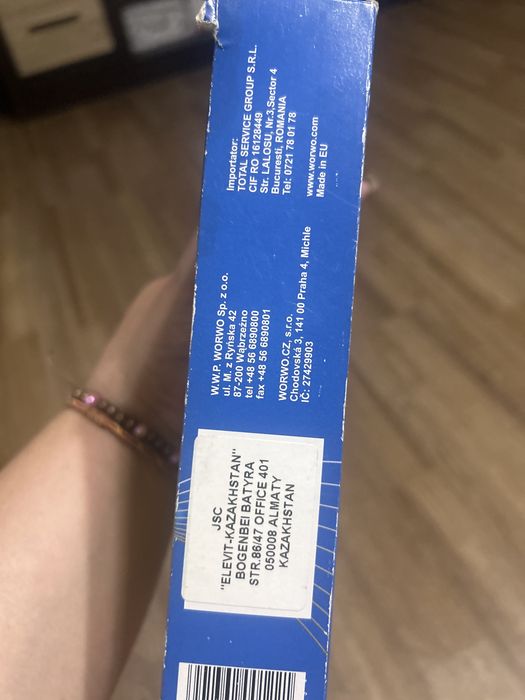 JSC
"ELEVIT-KAZAKHSTAN"
BOGENBEI BATYRA
STR.86/47 OFFICE 401
050008 ALMATY
KAZAKHSTAN
W.W.P. WORWO Sp. z o.o.
ul. M. z Ryńska 42
87-200 Wąbrzeźno
tel +48 56 6890800
fax +48 56 6890801
WORWO.CZ, s.r.o.
Chodovská 3, 141 00 Praha 4, Michle
IČ: 27429903
Importator:
TOTAL SERVICE GROUP S.R.L.
CIF RO 16128449
Str. LALOSU, Nr.3,Sector 4
Bucuresti, ROMANIA
Tel: 0721 78 01 78
www.worwo.com
Made in EU